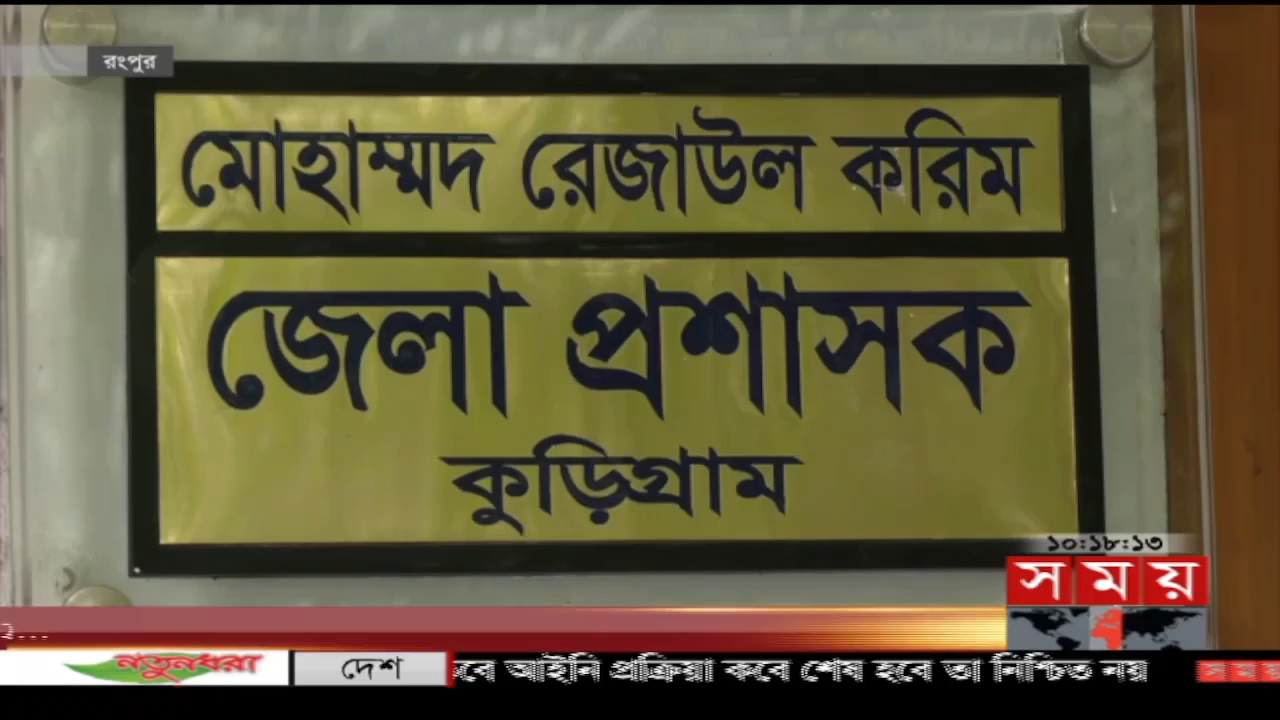 রংপুর
মোহাম্মদ রেজাউল করিম
জেলা প্রশাসক
কুড়িগ্রাম
১০:১৮:১৩
সময়
নতুনধরা
দেশ
আইনি প্রক্রিয়া কবে শেষ হবে তা নিশ্চিত নয়